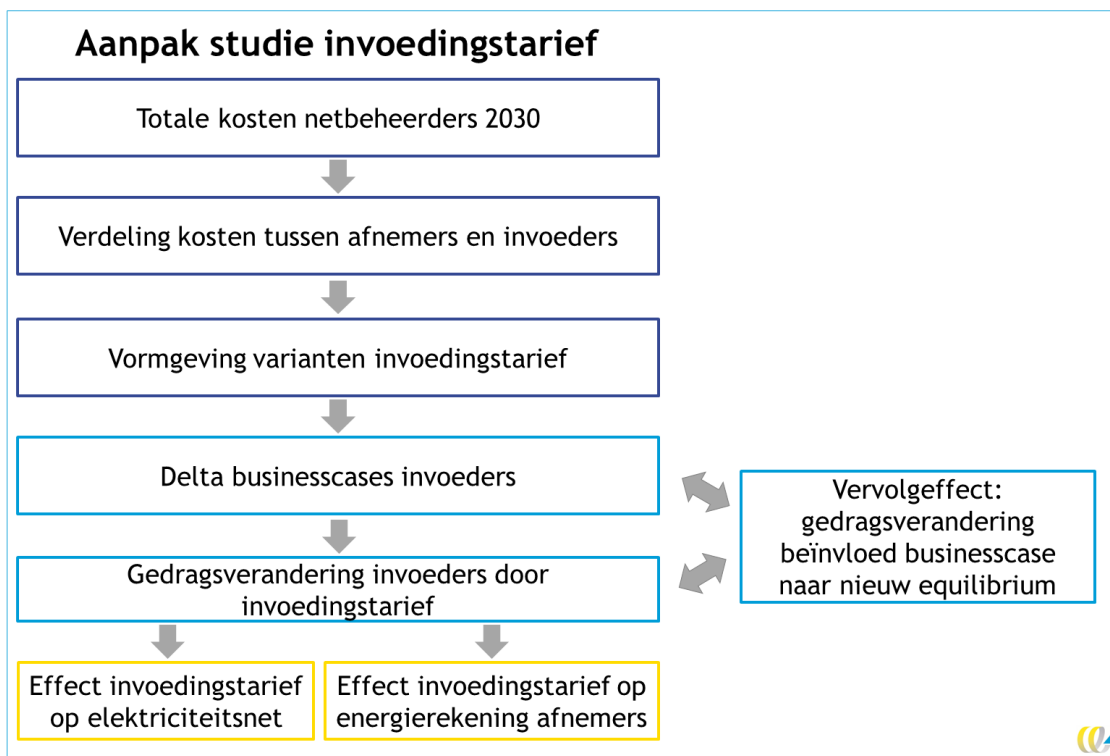 Aanpak studie invoedingstarief
Totale kosten netbeheerders 2030
Verdeling kosten tussen afnemers en invoeders
Vormgeving varianten invoedingstarief
Delta businesscases invoeders
Vervolgeffect:
gedragsverandering
beïnvloed businesscase
naar nieuw equilibrium
Gedragsverandering invoeders door
invoedingstarief
Effect invoedingstarief
op elektriciteitsnet
Effect invoedingstarief op
energierekening afnemers